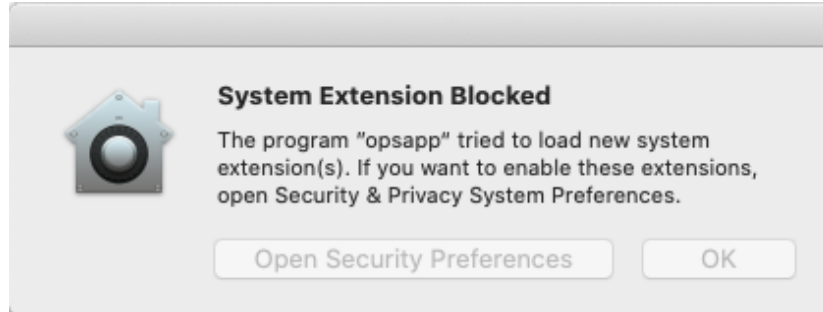 System Extension Blocked
The program "opsapp" tried to load new system
extension(s). If you want to enable these extensions,
open Security & Privacy System Preferences.
Open Security Preferences
OK